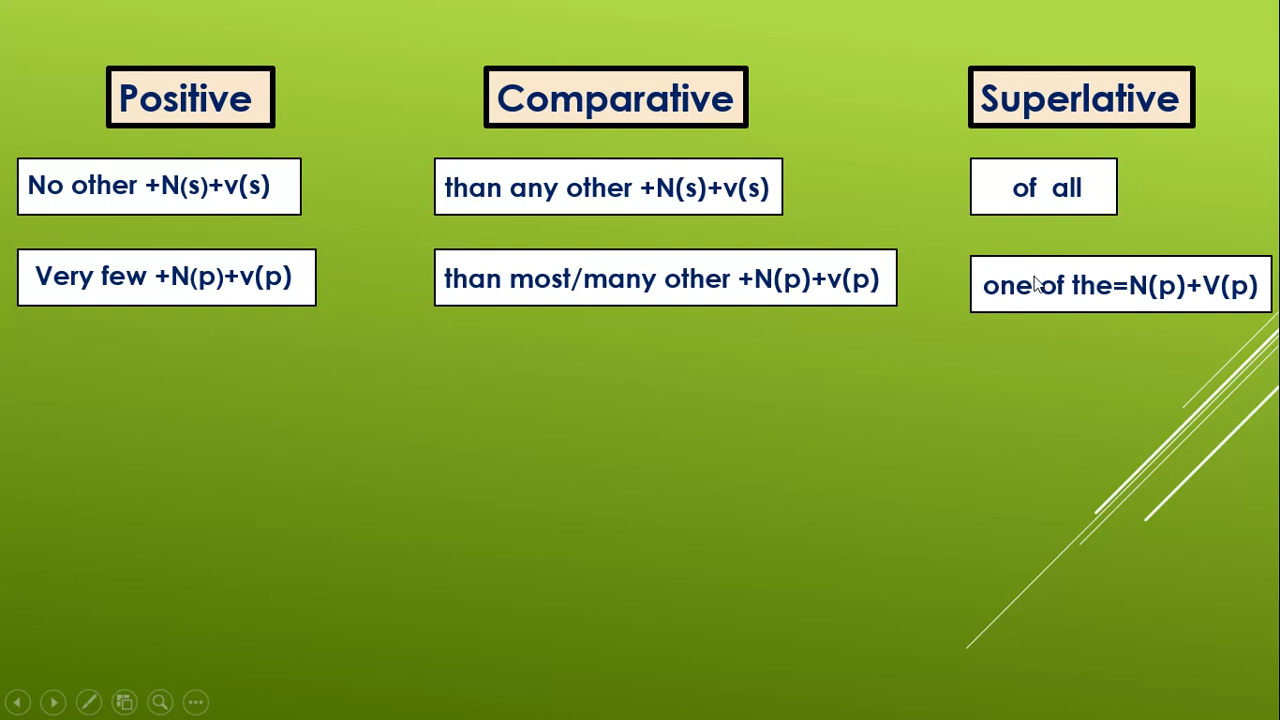 Positive
Comparative
Superlative
No other +N(s)+v(s)
than any other +N(s)+v(s)
of all
Very few +N(p)+v(p)
than most/many other +N(p)+v(p)
one of the=N(p)+V(p)